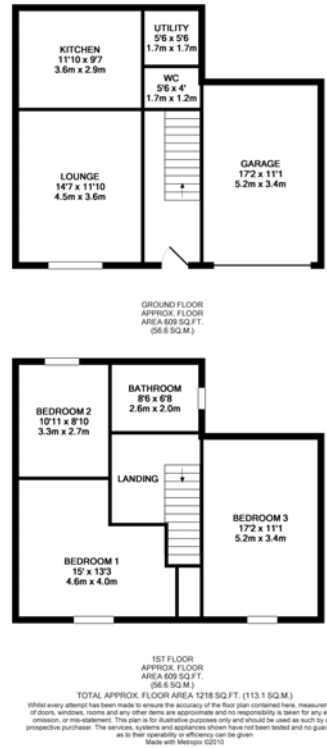 KITCHEN
11'10 x 9'7
3.6m x 2.9m
UTILITY
5'6 x 5'6
1.7m x 1.7m
WC
5'6 x 4'
1.7m x 1.2m
LOUNGE
14'7 x 11'10
4.5m x 3.6m
GARAGE
17'2 x 11'1
5.2m x 3.4m
GROUND FLOOR
APPROX. FLOOR
AREA 609 SQ.FT.
(56.6 SQ.M.)
BEDROOM 2
10'11 x 8'10
3.3m x 2.7m
BATHROOM
8'6 x 6'8
2.6m x 2.0m
LANDING
BEDROOM 3
17'2 x 11'1
5.2m x 3.4m
BEDROOM 1
15' x 13'3
4.6m x 4.0m
1ST FLOOR
APPROX. FLOOR
AREA 609 SQ.FT.
(56.6 SQ.M.)
TOTAL APPROX. FLOOR AREA 1218 SQ.FT. (113.1 SQ.M.)
Whilst every attempt has been made to ensure the accuracy of the floor plan contained here, measurem
of doors, windows, rooms and any other items are approximate and no responsibility is taken for any e
omission, or mis-statement. This plan is for illustrative purposes only and should be used as such by
prospective purchaser. The services, systems and appliances shown have not been tested and no guar
as to their operability or efficiency can be given
Made with Metropix ©2010